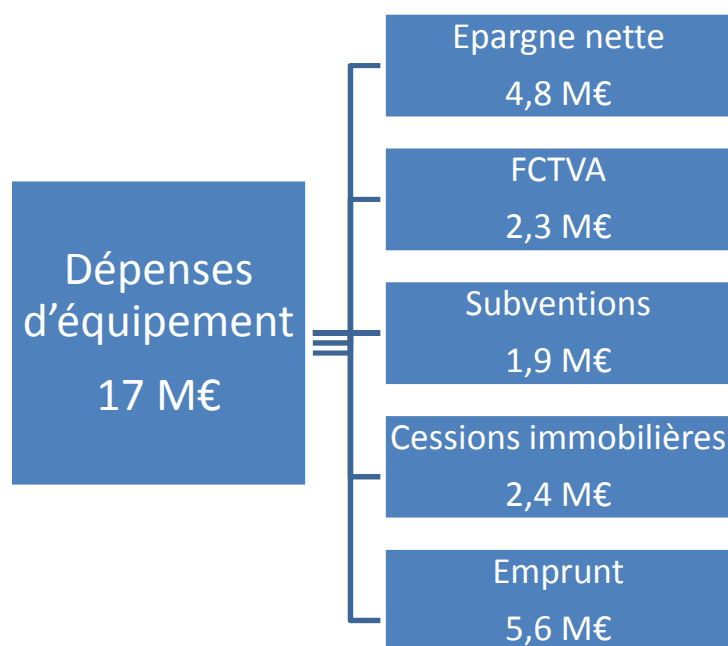 Dépenses
d’équipement
17 M€
Epargne nette
4,8 M€
FCTVA
2,3 M€
Subventions
1,9 M€
Cessions immobilières
2,4 M€
Emprunt
5,6 M€